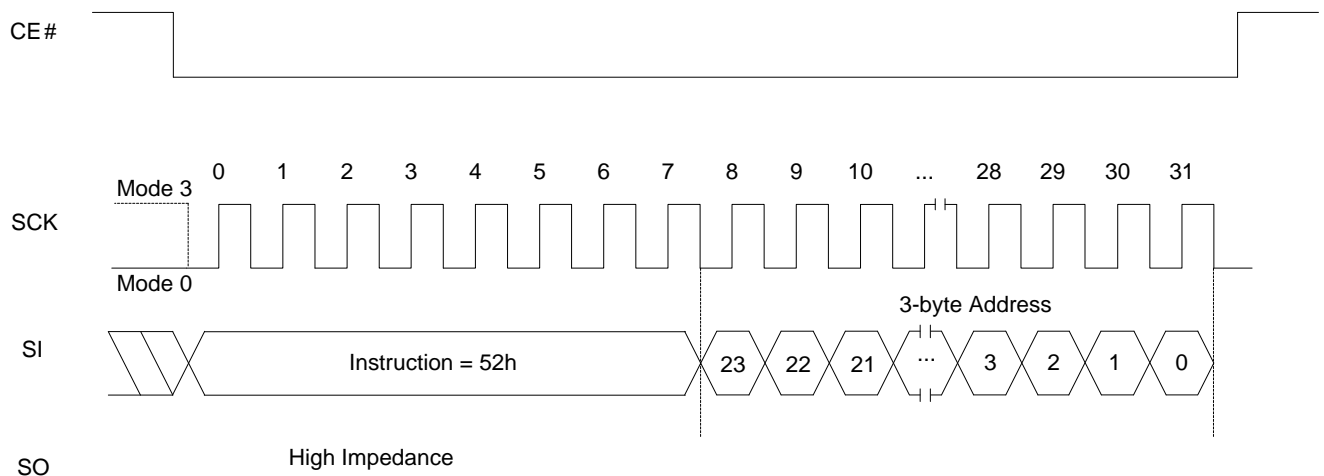 CE#
0 1 2 3 4 5 6 7 8 9 10 ... 28 29 30 31
Mode 3
SCK
Mode 0
3-byte Address
SI
Instruction = 52h
23 22 21 ... 3 2 1 0
High Impedance
SO